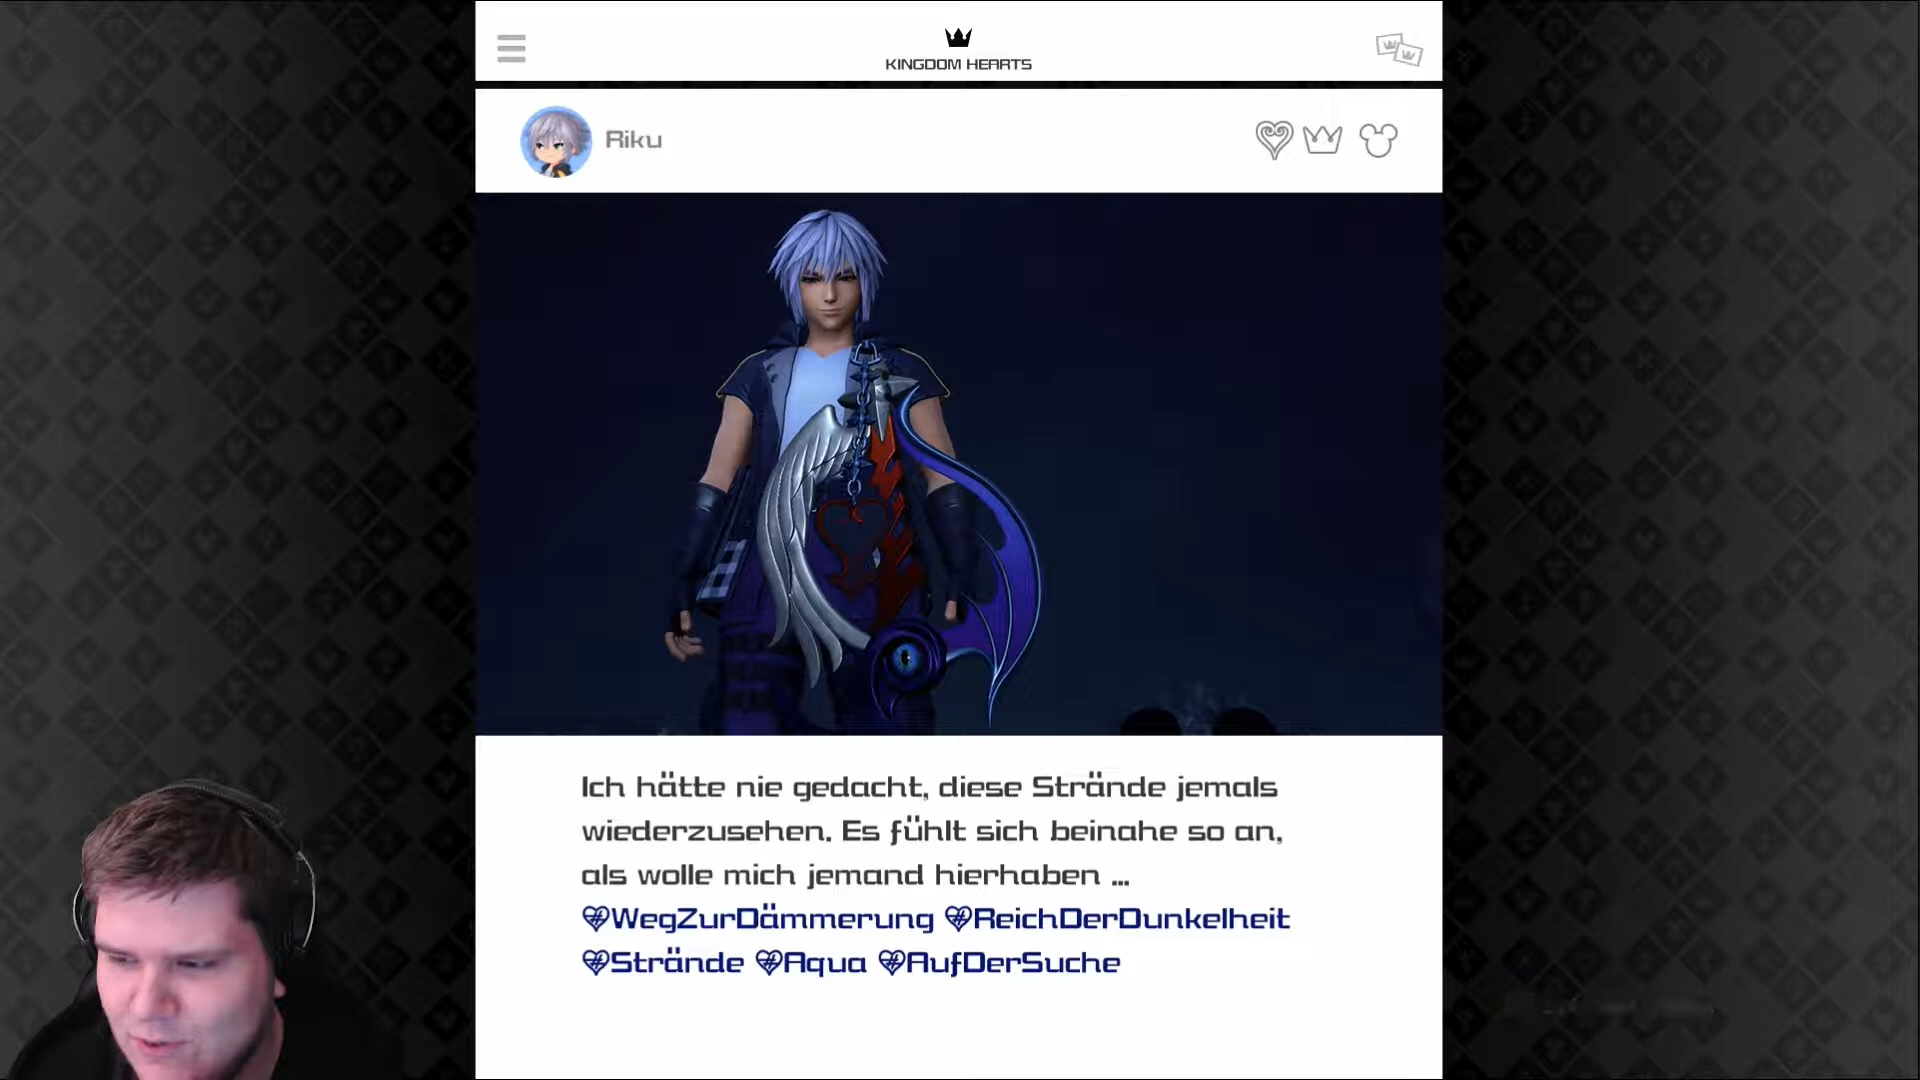 KINGDOM HEARTS
Riku
Ich hätte nie gedacht, diese Strände jemals
wiederzusehen. Es fühlt sich beinahe so an,
als wolle mich jemand hierhaben ...
#WegZurDämmerung #ReichDerDunkelheit
#Strände #Aqua #AufDerSuche